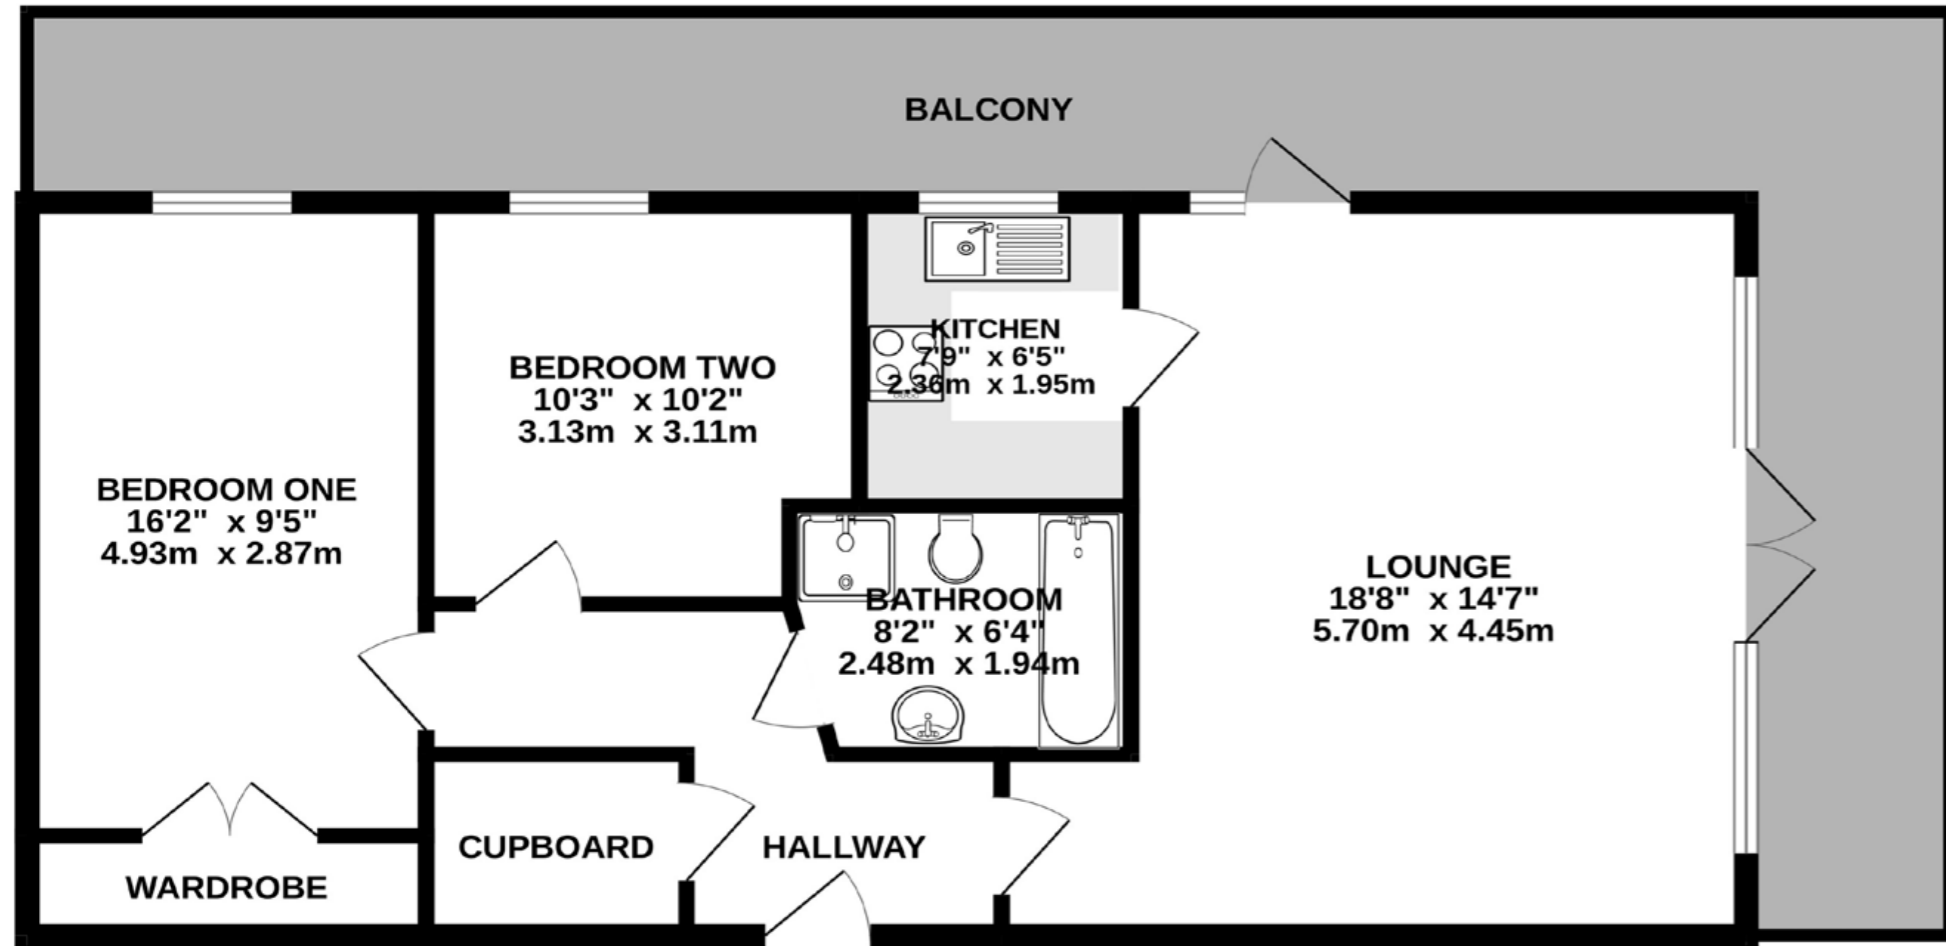 BALCONY
KITCHEN
7'9" x 6'5"
2.36m x 1.95m
BEDROOM TWO
10'3" x 10'2"
3.13m x 3.11m
BEDROOM ONE
16'2" x 9'5"
4.93m x 2.87m
LOUNGE
18'8" x 14'7"
5.70m x 4.45m
BATHROOM
8'2" x 6'4"
2.48m x 1.94m
CUPBOARD
HALLWAY
WARDROBE